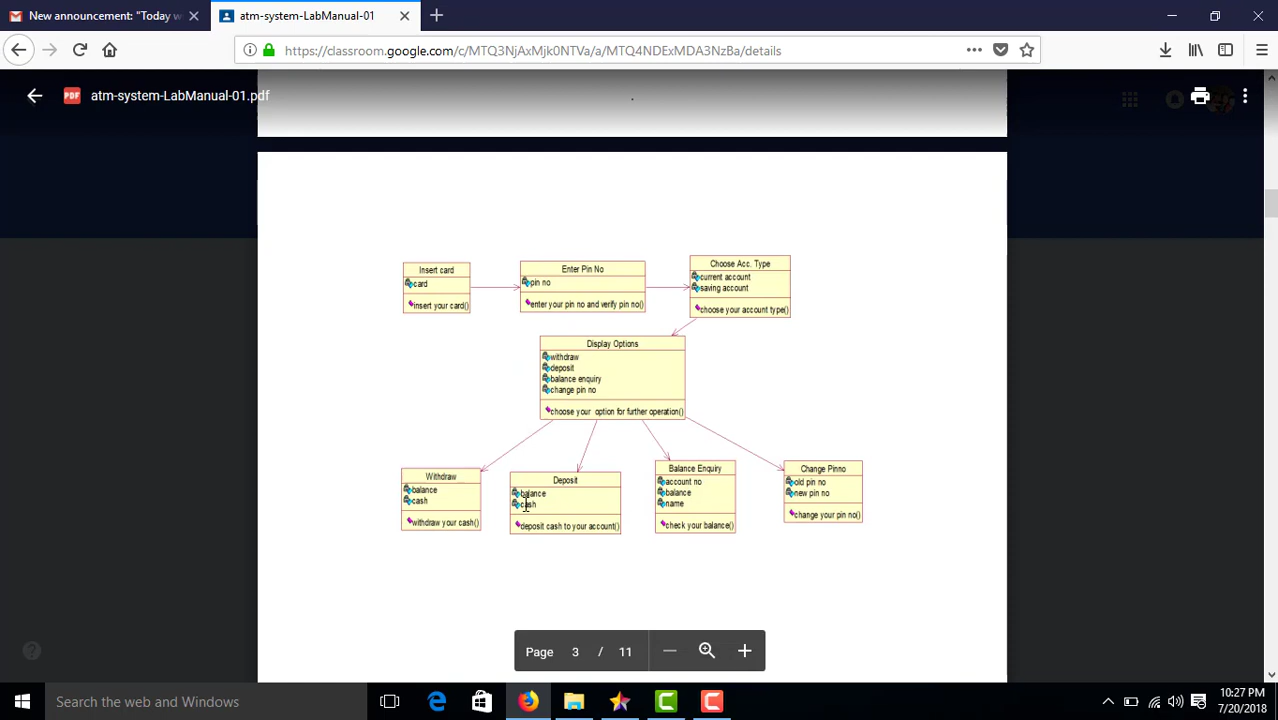 New announcement: "Today w
atm-system-LabManual-01
https://classroom.google.com/c/MTQ3NjAxMjk0NTVa/a/MTQ4NDExMDA3NzBa/details
PDF atm-system-LabManual-01.pdf
Insert card
card
insert your card()
Enter Pin No
pin no
enter your pin no and verify pin no()
Choose Acc. Type
current account
saving account
choose your account type()
Display Options
withdraw
deposit
balance enquiry
change pin no
choose your option for further operation()
Withdraw
balance
cash
withdraw your cash()
Deposit
balance
cash
deposit cash to your account()
Balance Enquiry
account no
balance
name
check your balance()
Change Pinno
old pin no
new pin no
change your pin no()
Page 3 / 11
Search the web and Windows
10:27 PM
7/20/2018